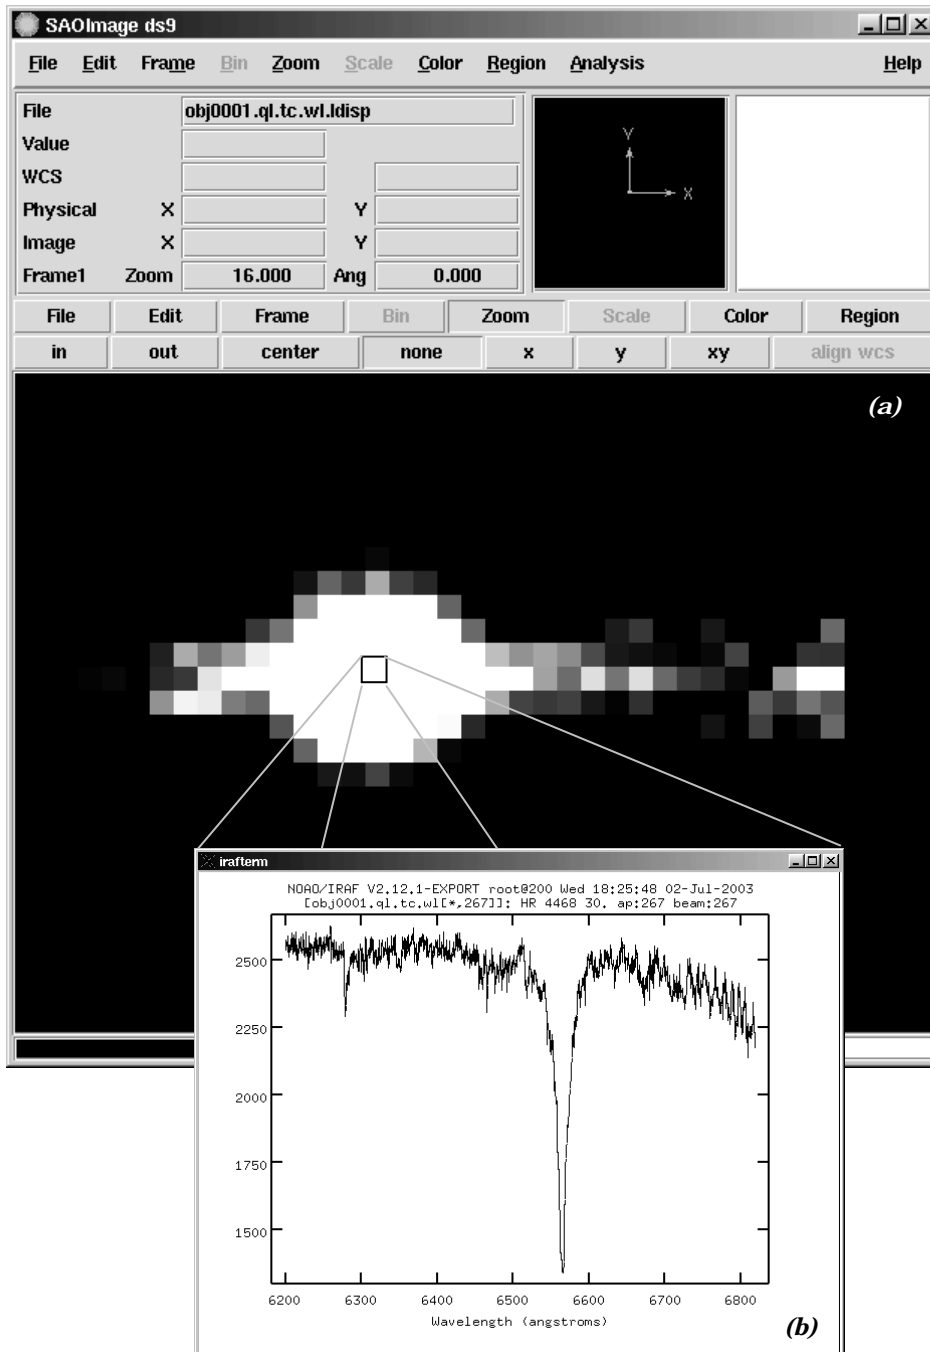 SAOImage ds9
File Edit Frame Bin Zoom Scale Color Region Analysis Help
File obj0001.ql.tc.wl.ldisp
Value
WCS
Physical X Y
Image X Y
Frame1 Zoom 16.000 Ang 0.000
Y
X
File Edit Frame Bin Zoom Scale Color Region
in out center none x y xy align wcs
(a)
irafterm
NOAO/IRAF V2.12.1-EXPORT root@200 Wed 18:25:48 02-Jul-2003
[obj0001.ql.tc.wl[*,267]]: HR 4468 30. ap:267 beam:267
2500
2250
2000
1750
1500
6200 6300 6400 6500 6600 6700 6800
Wavelength (angstroms)
(b)